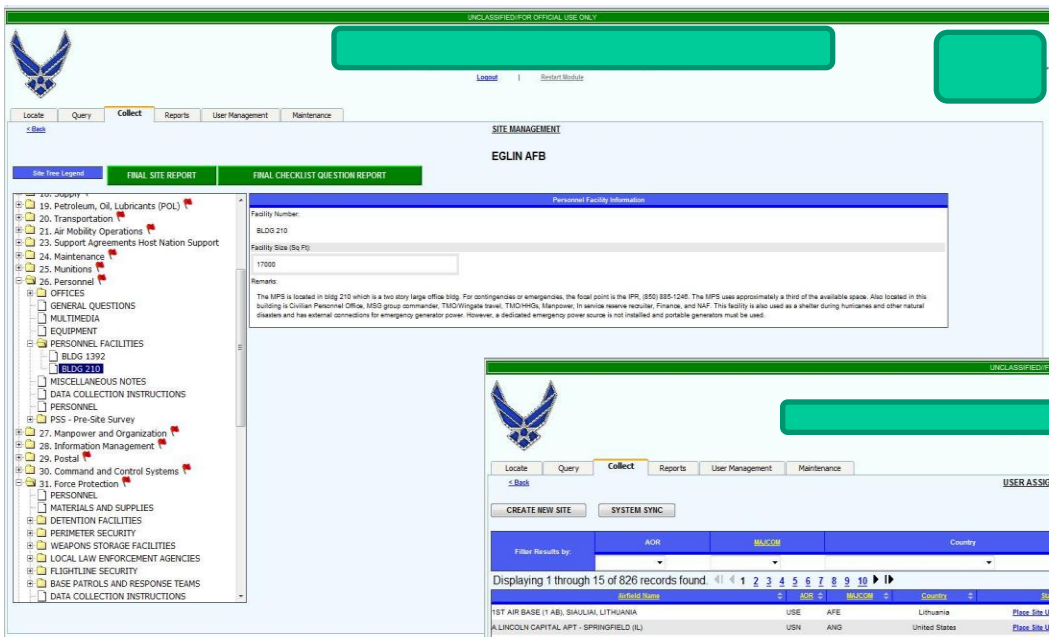 UNCLASSIFIED//FOR OFFICIAL USE ONLY
Logout | Restart Module
Locate Query Collect Reports User Management Maintenance
< Back
SITE MANAGEMENT
EGLIN AFB
Site Tree Legend FINAL SITE REPORT FINAL CHECKLIST QUESTION REPORT
19. Petroleum, Oil, Lubricants (POL)
20. Transportation
21. Air Mobility Operations
23. Support Agreements Host Nation Support
24. Maintenance
25. Munitions
26. Personnel
OFFICES
GENERAL QUESTIONS
MULTIMEDIA
EQUIPMENT
PERSONNEL FACILITIES
BLDG 1392
BLDG 210
MISCELLANEOUS NOTES
DATA COLLECTION INSTRUCTIONS
PERSONNEL
PSS - Pre-Site Survey
27. Manpower and Organization
28. Information Management
29. Postal
30. Command and Control Systems
31. Force Protection
PERSONNEL
MATERIALS AND SUPPLIES
DETENTION FACILITIES
PERIMETER SECURITY
WEAPONS STORAGE FACILITIES
LOCAL LAW ENFORCEMENT AGENCIES
FLIGHTLINE SECURITY
BASE PATROLS AND RESPONSE TEAMS
DATA COLLECTION INSTRUCTIONS
Personnel Facility Information
Facility Number:
BLDG 210
Facility Size (Sq Ft):
17000
Remarks:
The MPS is located in bldg 210 which is a two story large office bldg. For contingencies or emergencies, the focal point is the IPR, (850) 885-1246. The MPS uses approximately a third of the available space. Also located in this
building is Civilian Personnel Office, MSG group commander, TMO/Wingate travel, TMO/HHGs, Manpower, In service reserve recruiter, Finance, and NAF. This facility is also used as a shelter during hurricanes and other natural
disasters and has external connections for emergency generator power. However, a dedicated emergency power source is not installed and portable generators must be used.
UNCLASSIFIED//F
Locate Query Collect Reports User Management Maintenance
< Back
USER ASSIG
CREATE NEW SITE SYSTEM SYNC
Filter Results by: AOR MAJCOM Country
Displaying 1 through 15 of 826 records found. 1 2 3 4 5 6 7 8 9 10
Airfield Name AOR MAJCOM Country
1ST AIR BASE (1 AB), SIAULIAI, LITHUANIA USE AFE Lithuania Place Site U
A.LINCOLN CAPITAL APT - SPRINGFIELD (IL) USN ANG United States Place Site U